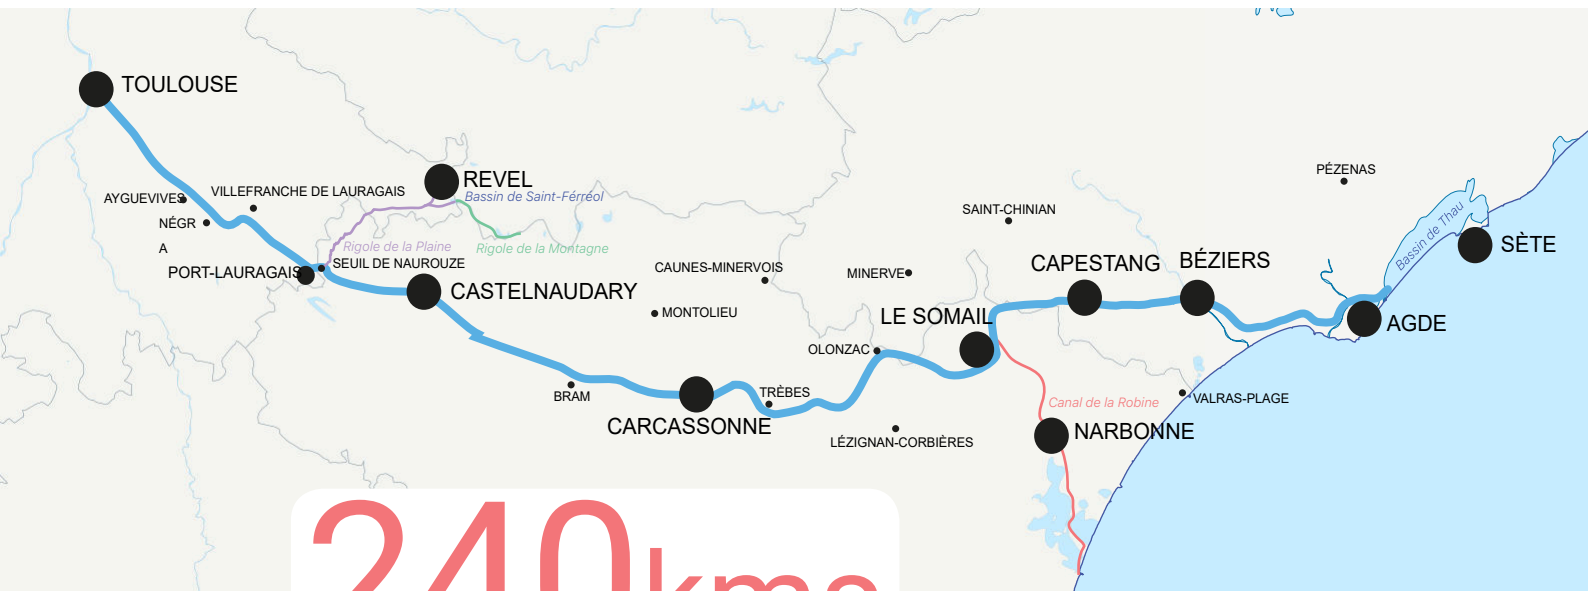 TOULOUSE
PÉZENAS
REVEL
AYGUEVIVES
VILLEFRANCHE DE LAURAGAIS
Bassin de Saint-Férréol
NÉGR
A
SAINT-CHINIAN
Bassin de Thau
SÈTE
Rigole de la Plaine
Rigole de la Montagne
PORT-LAURAGAIS
SEUIL DE NAUROUZE
CAUNES-MINERVOIS
MINERVE
CAPESTANG
BÉZIERS
CASTELNAUDARY
MONTOLIEU
LE SOMAIL
AGDE
OLONZAC
BRAM
TRÈBES
Canal de la Robine
VALRAS-PLAGE
CARCASSONNE
LÉZIGNAN-CORBIÈRES
NARBONNE
240kms